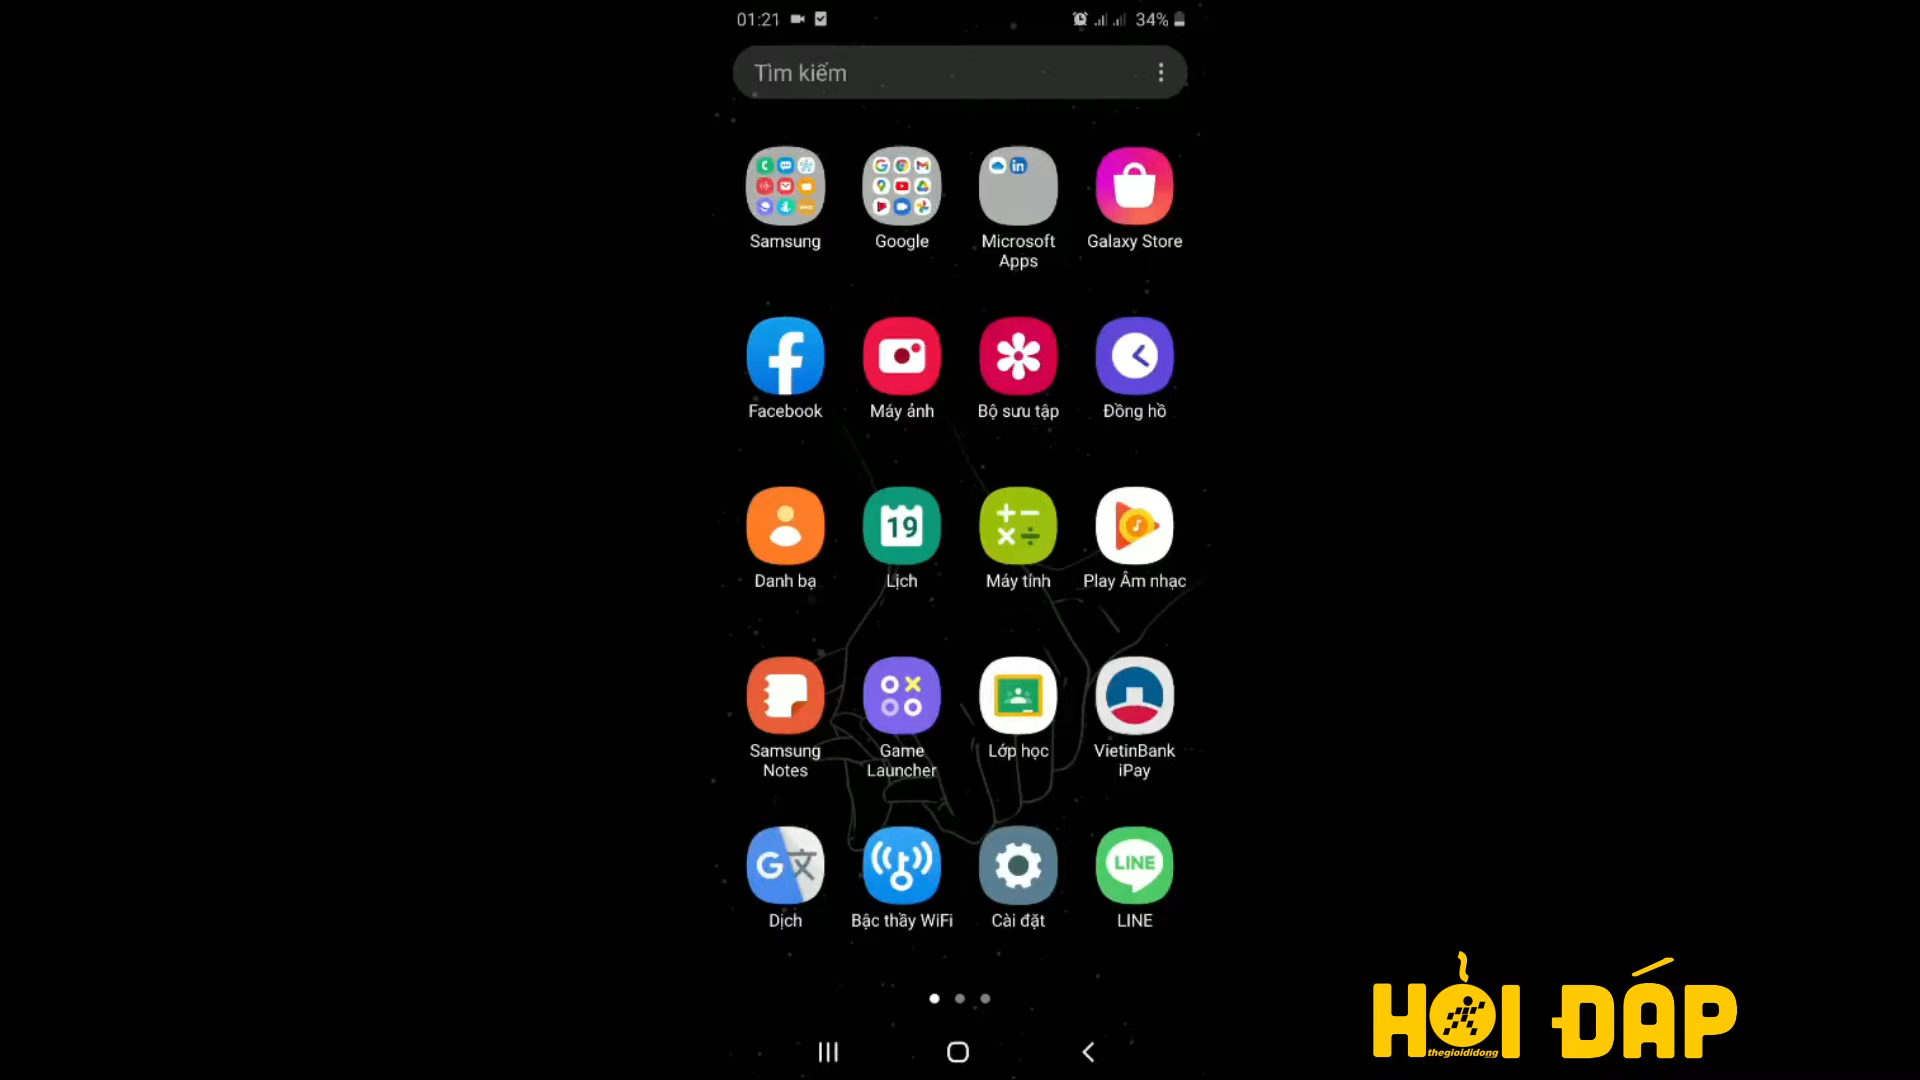 01:21 34%
Tìm kiếm
Samsung Google Microsoft Apps Galaxy Store
Facebook Máy ảnh Bộ sưu tập Đồng hồ
19
Danh bạ Lịch Máy tính Play Âm nhạc
Samsung Notes Game Launcher Lớp học VietinBank iPay
G 文 LINE
Dịch Bậc thầy WiFi Cài đặt LINE
HỎI ĐÁP
thegioididong